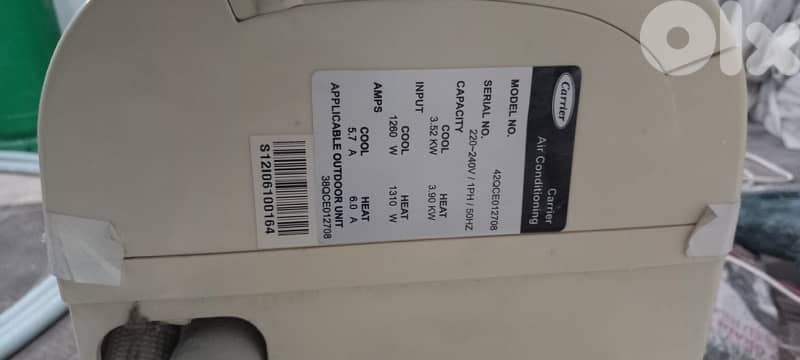 Carrier
Carrier
Air Conditioning
MODEL NO. 42QCE012708
SERIAL NO. 220~240V / 1PH / 50HZ
CAPACITY COOL HEAT
3.52 KW 3.90 KW
INPUT COOL HEAT
1260 W 1310 W
AMPS COOL HEAT
5.7 A 6.0 A
APPLICABLE OUTDOOR UNIT
38QCE012708
S12I06100164
olx